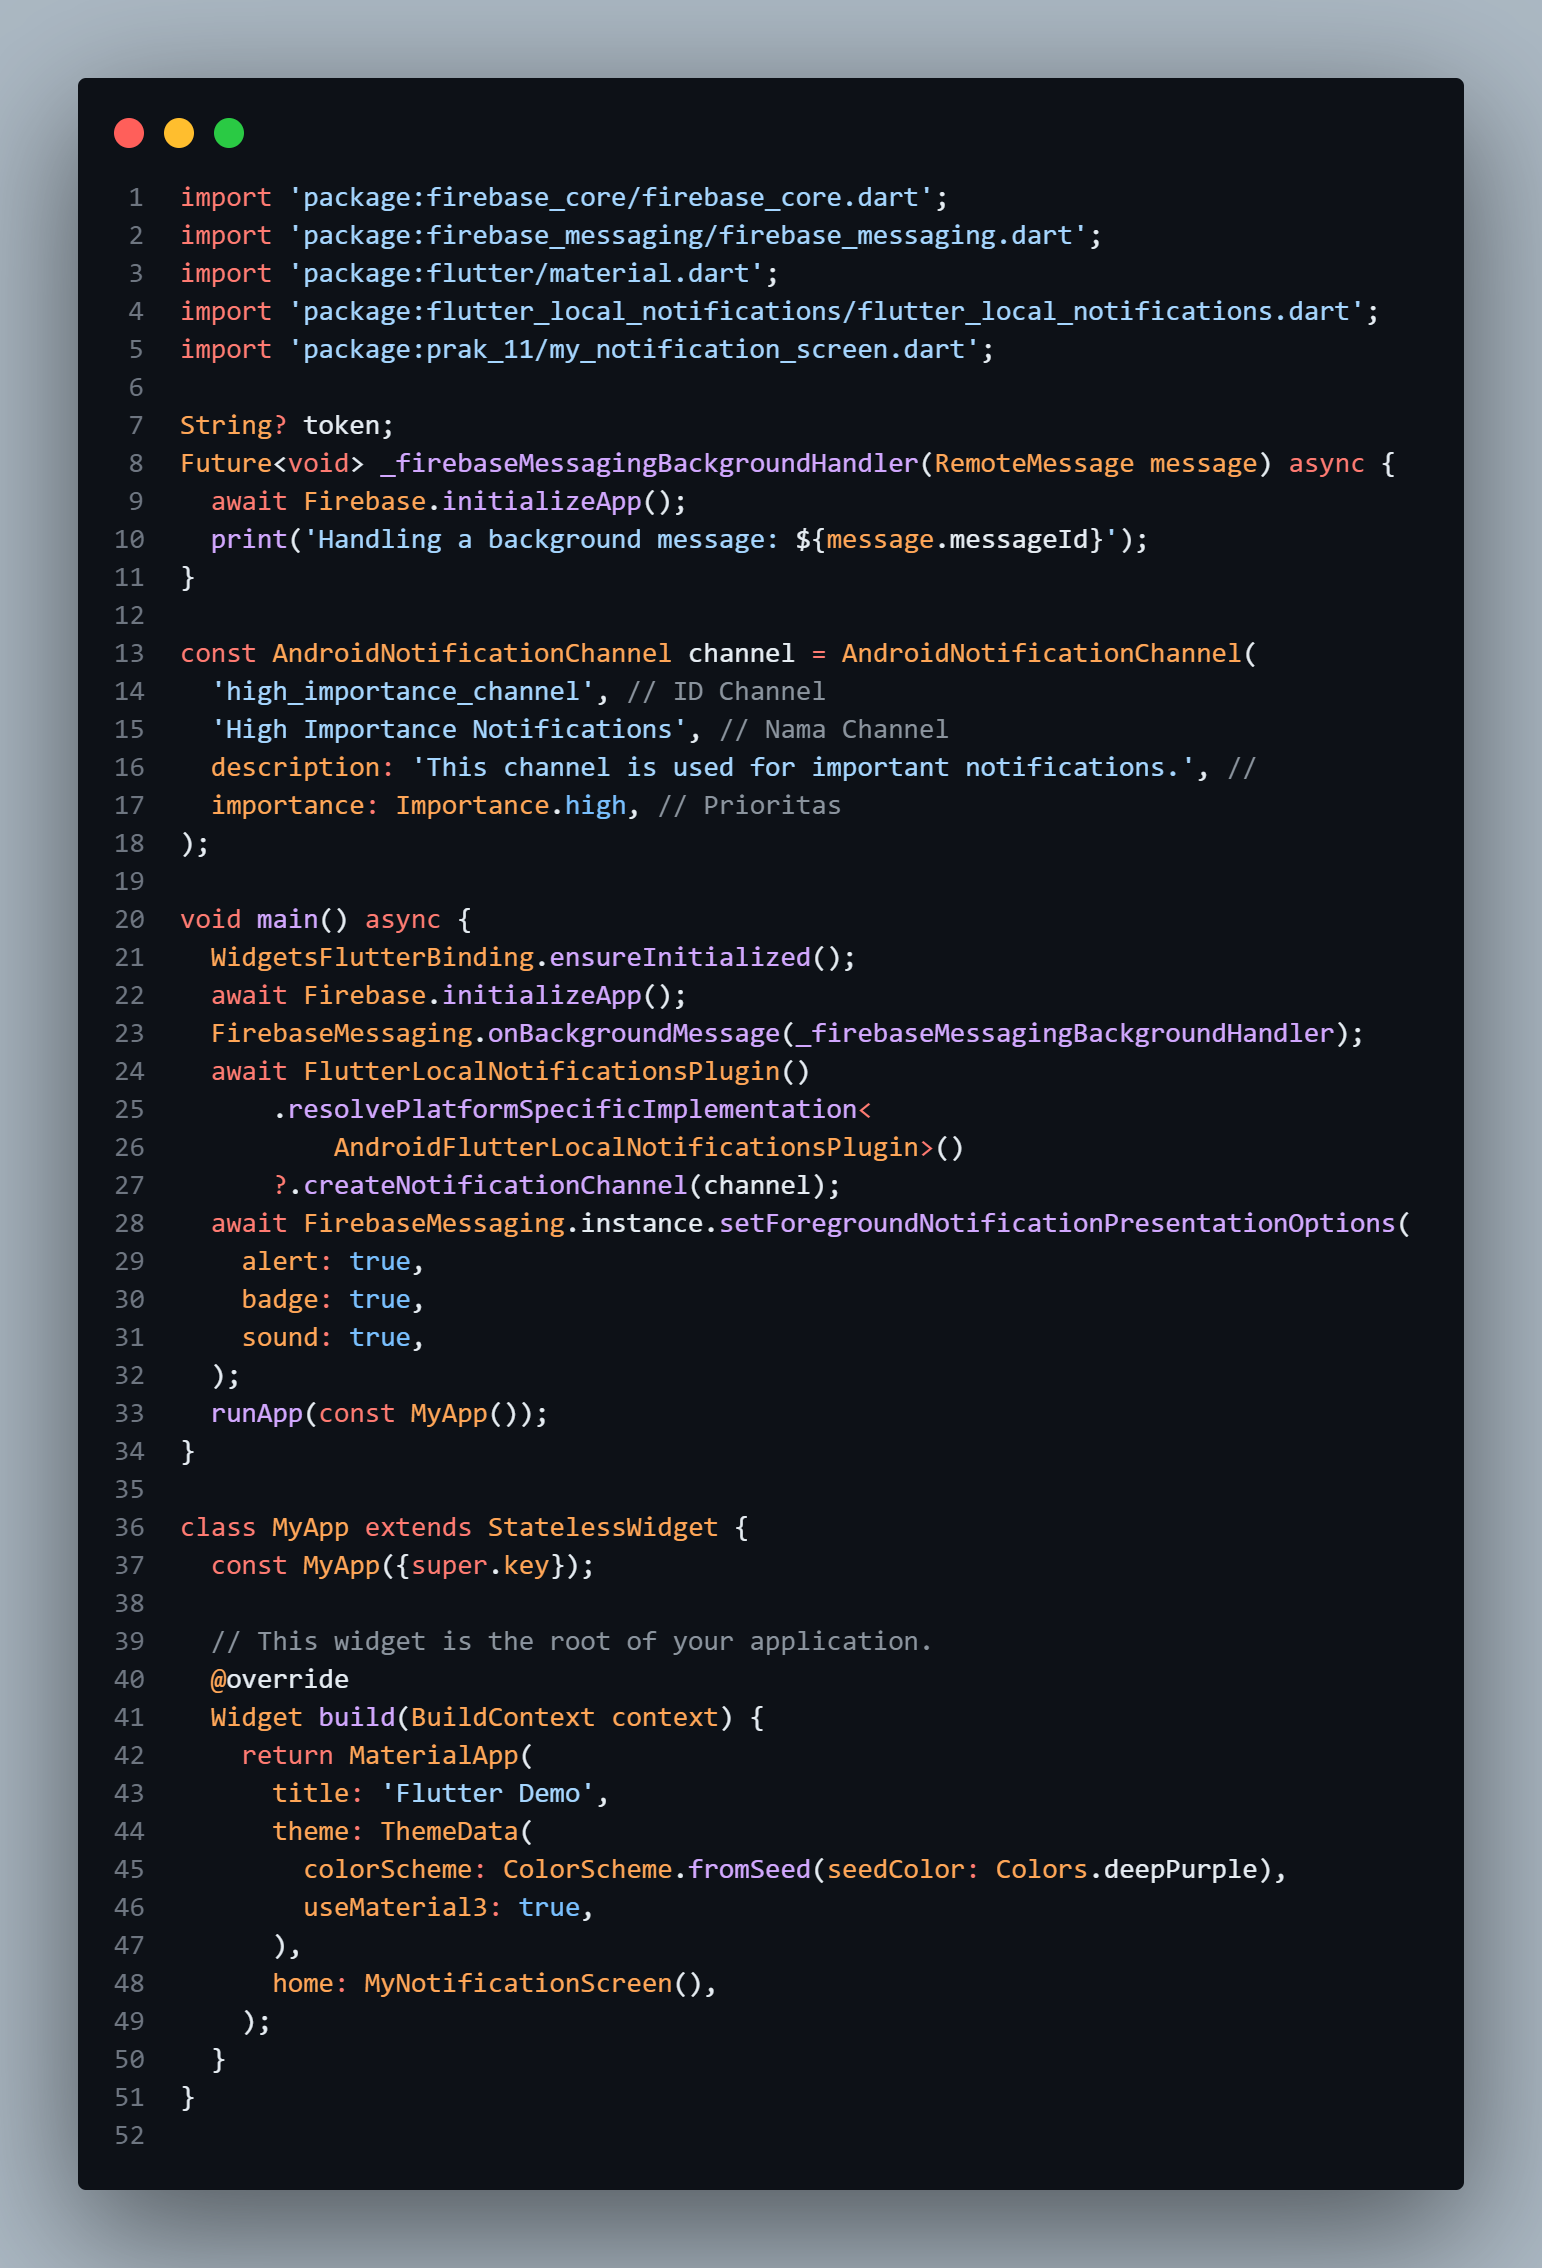 1 import 'package:firebase_core/firebase_core.dart';
2 import 'package:firebase_messaging/firebase_messaging.dart';
3 import 'package:flutter/material.dart';
4 import 'package:flutter_local_notifications/flutter_local_notifications.dart';
5 import 'package:prak_11/my_notification_screen.dart';
6
7 String? token;
8 Future<void> _firebaseMessagingBackgroundHandler(RemoteMessage message) async {
9   await Firebase.initializeApp();
10   print('Handling a background message: ${message.messageId}');
11 }
12
13 const AndroidNotificationChannel channel = AndroidNotificationChannel(
14   'high_importance_channel', // ID Channel
15   'High Importance Notifications', // Nama Channel
16   description: 'This channel is used for important notifications.', //
17   importance: Importance.high, // Prioritas
18 );
19
20 void main() async {
21   WidgetsFlutterBinding.ensureInitialized();
22   await Firebase.initializeApp();
23   FirebaseMessaging.onBackgroundMessage(_firebaseMessagingBackgroundHandler);
24   await FlutterLocalNotificationsPlugin()
25       .resolvePlatformSpecificImplementation<
26           AndroidFlutterLocalNotificationsPlugin>()
27       ?.createNotificationChannel(channel);
28   await FirebaseMessaging.instance.setForegroundNotificationPresentationOptions(
29     alert: true,
30     badge: true,
31     sound: true,
32   );
33   runApp(const MyApp());
34 }
35
36 class MyApp extends StatelessWidget {
37   const MyApp({super.key});
38
39   // This widget is the root of your application.
40   @override
41   Widget build(BuildContext context) {
42     return MaterialApp(
43       title: 'Flutter Demo',
44       theme: ThemeData(
45         colorScheme: ColorScheme.fromSeed(seedColor: Colors.deepPurple),
46         useMaterial3: true,
47       ),
48       home: MyNotificationScreen(),
49     );
50   }
51 }
52